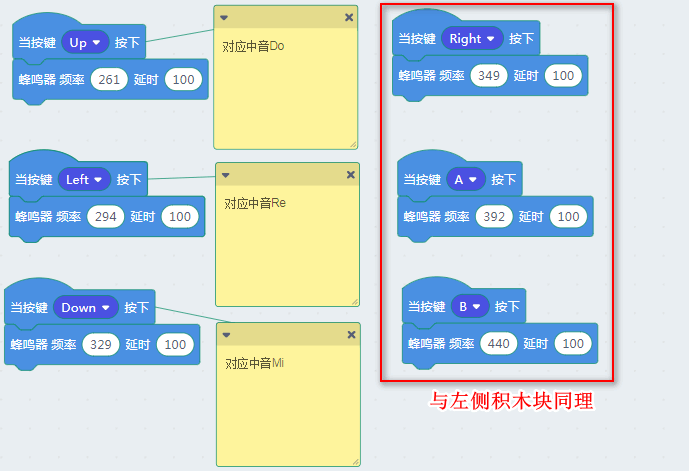 当按键 Up 按下
蜂鸣器 频率 261 延时 100
对应中音Do
当按键 Left 按下
蜂鸣器 频率 294 延时 100
对应中音Re
当按键 Down 按下
蜂鸣器 频率 329 延时 100
对应中音Mi
当按键 Right 按下
蜂鸣器 频率 349 延时 100
当按键 A 按下
蜂鸣器 频率 392 延时 100
当按键 B 按下
蜂鸣器 频率 440 延时 100
与左侧积木块同理